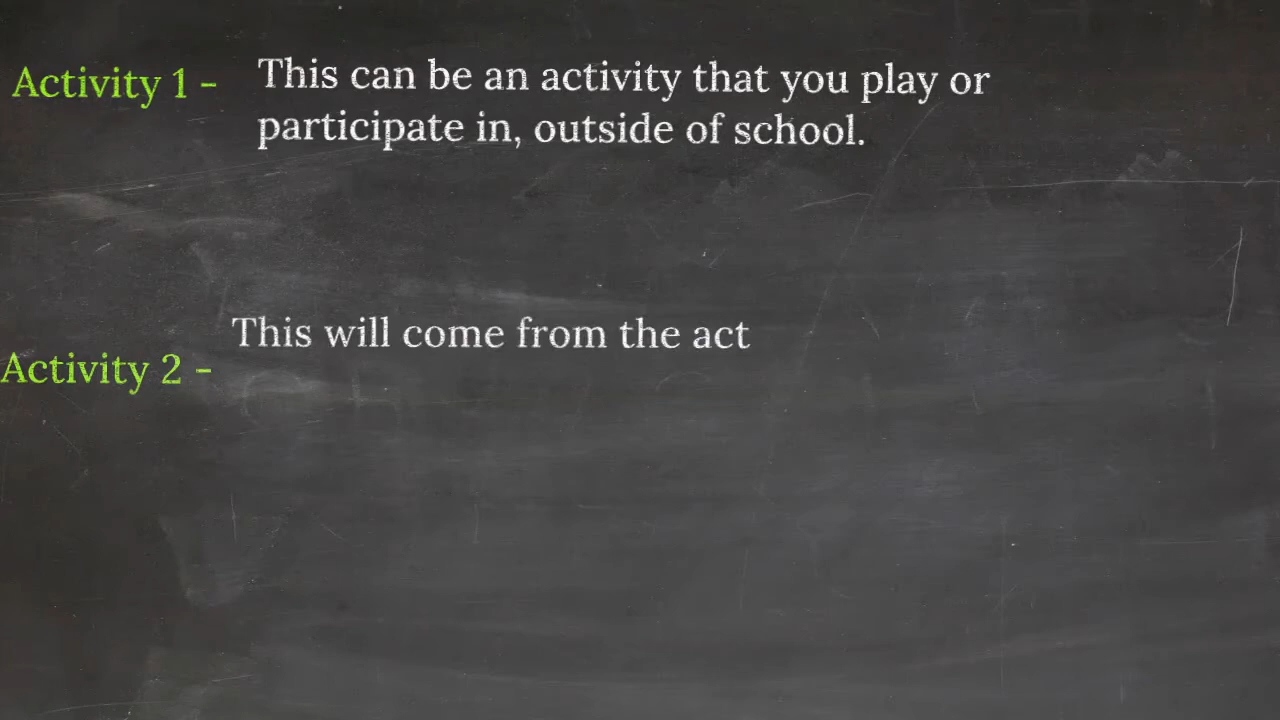 Activity 1 - This can be an activity that you play or
participate in, outside of school.
This will come from the act
Activity 2 -